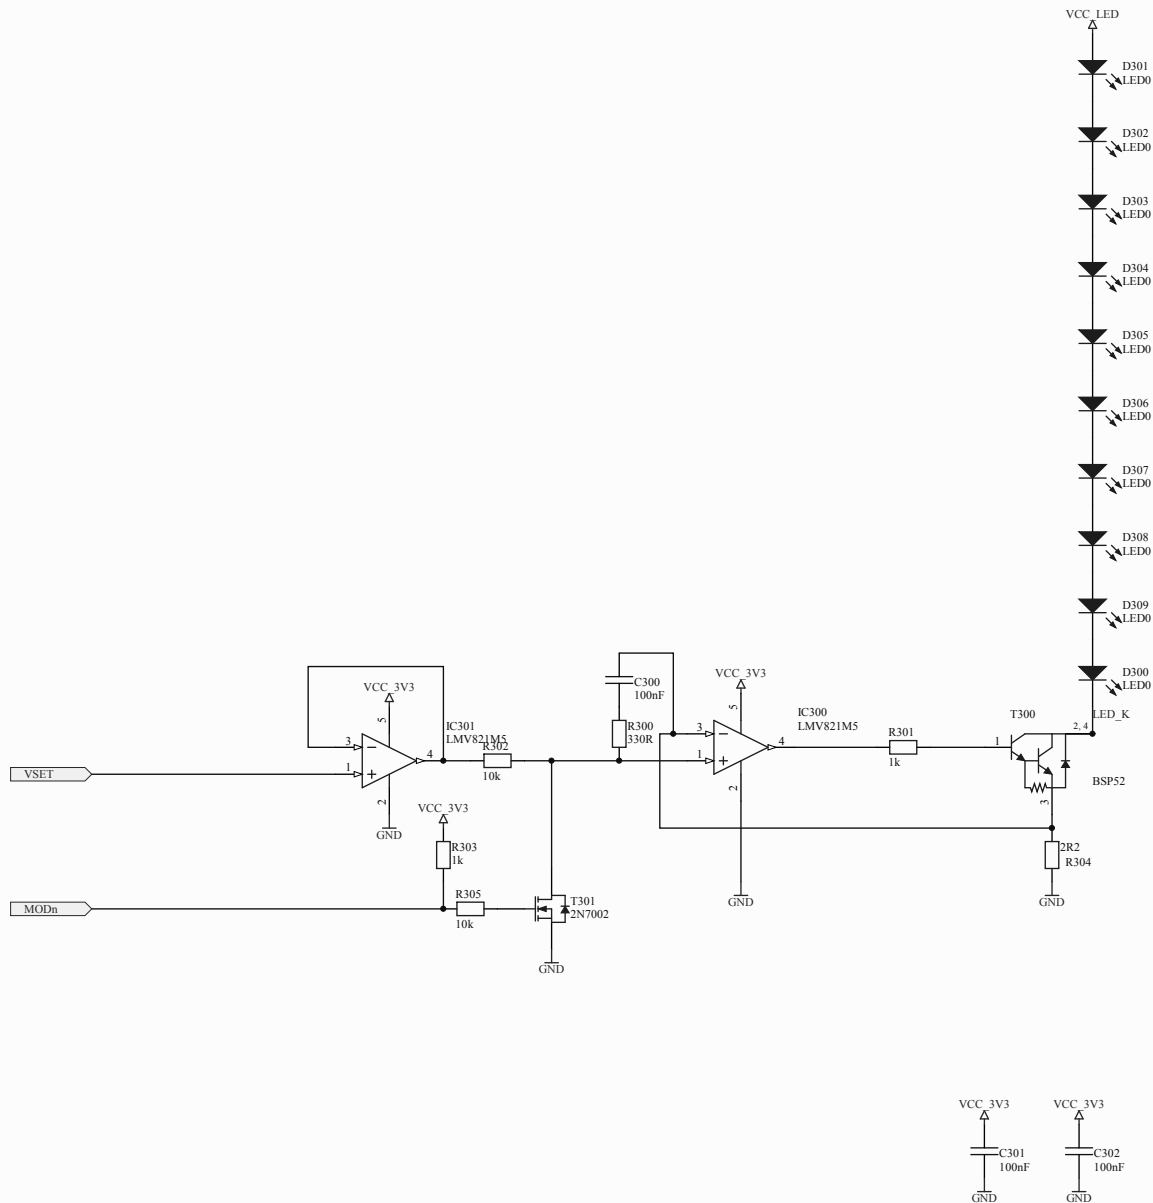 VCC_LED
D301
LED0
D302
LED0
D303
LED0
D304
LED0
D305
LED0
D306
LED0
D307
LED0
D308
LED0
D309
LED0
D300
LED0
LED_K
T300
2, 4
1
3
BSP52
2R2
R304
GND
VCC_3V3
C300
100nF
R300
330R
5
3
1
2
4
IC300
LMV821M5
R301
1k
GND
VCC_3V3
5
3
1
2
4
IC301
LMV821M5
R302
10k
GND
VSET
VCC_3V3
R303
1k
MODn
R305
10k
T301
2N7002
GND
VCC_3V3
C301
100nF
GND
VCC_3V3
C302
100nF
GND